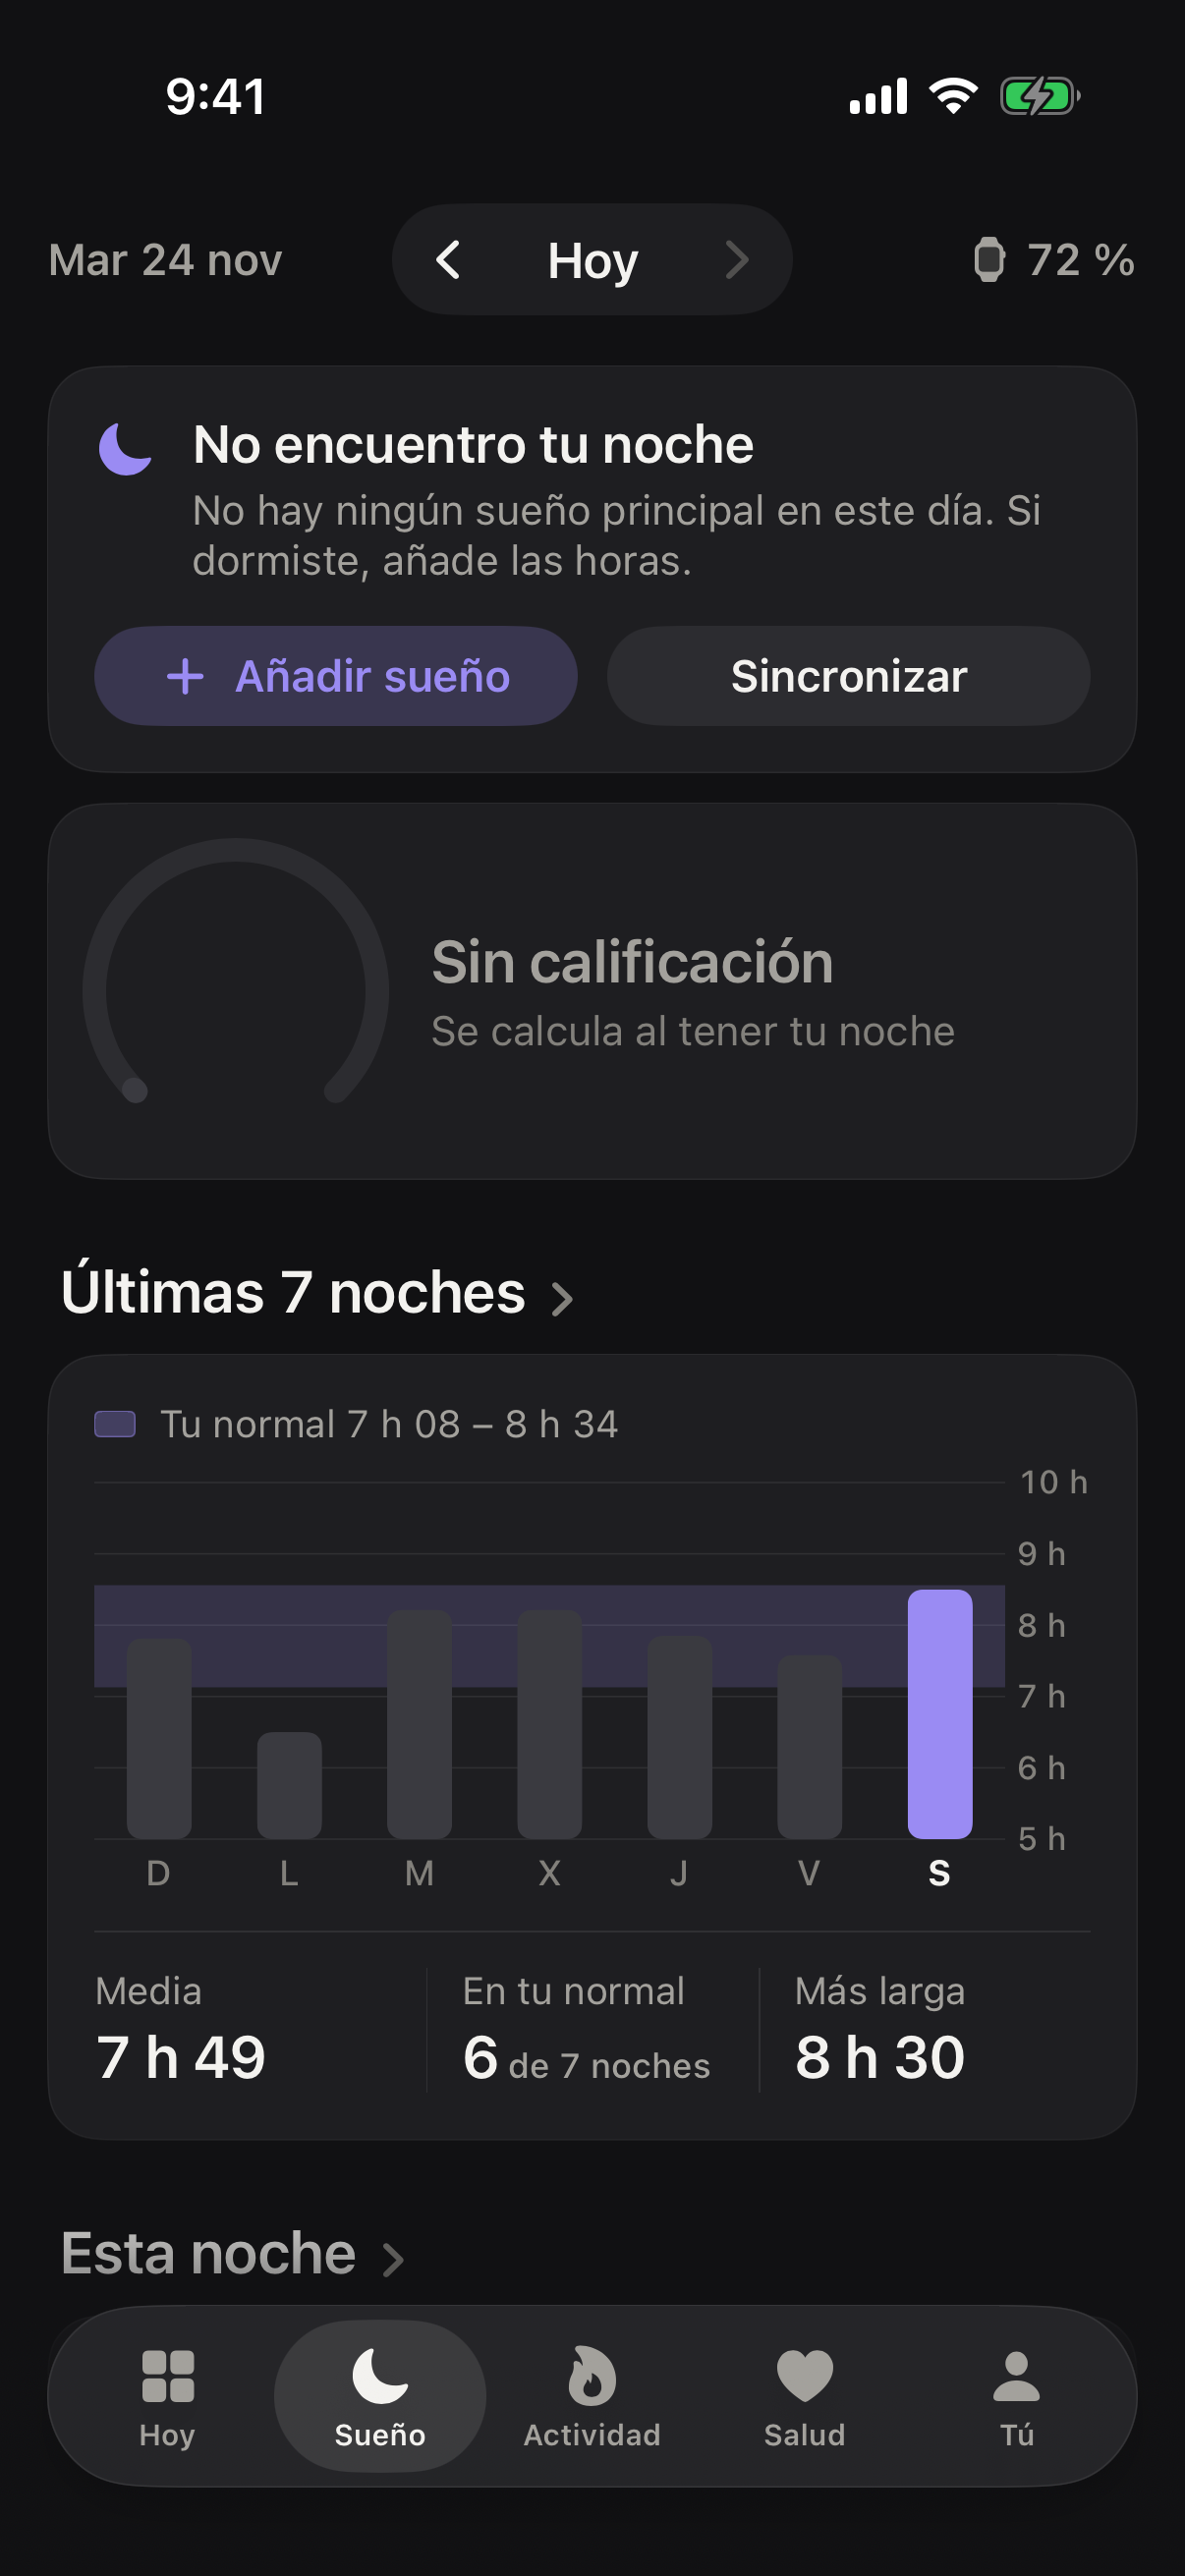 9:41
Mar 24 nov
Hoy
72 %
No encuentro tu noche
No hay ningún sueño principal en este día. Si
dormiste, añade las horas.
Añadir sueño
Sincronizar
Sin calificación
Se calcula al tener tu noche
Últimas 7 noches
Tu normal 7 h 08 – 8 h 34
10 h
9 h
8 h
7 h
6 h
5 h
D L M X J V S
Media
7 h 49
En tu normal
6 de 7 noches
Más larga
8 h 30
Esta noche
Hoy
Sueño
Actividad
Salud
Tú